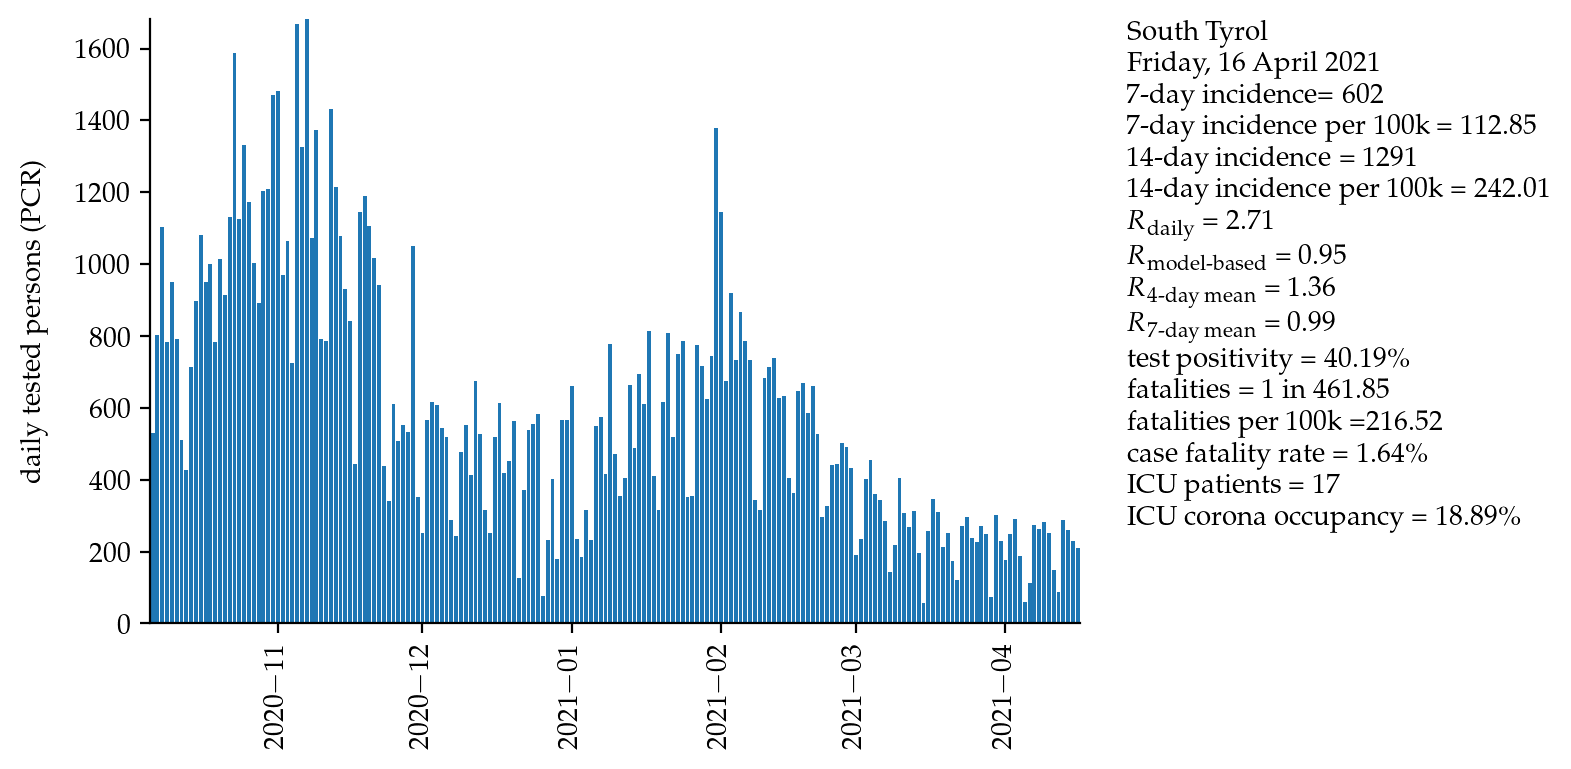 daily tested persons (PCR)
1600
1400
1200
1000
800
600
400
200
0
2020−11
2020−12
2021−01
2021−02
2021−03
2021−04
South Tyrol
Friday, 16 April 2021
7-day incidence= 602
7-day incidence per 100k = 112.85
14-day incidence = 1291
14-day incidence per 100k = 242.01
R daily = 2.71
R model-based = 0.95
R 4-day mean = 1.36
R 7-day mean = 0.99
test positivity = 40.19%
fatalities = 1 in 461.85
fatalities per 100k =216.52
case fatality rate = 1.64%
ICU patients = 17
ICU corona occupancy = 18.89%